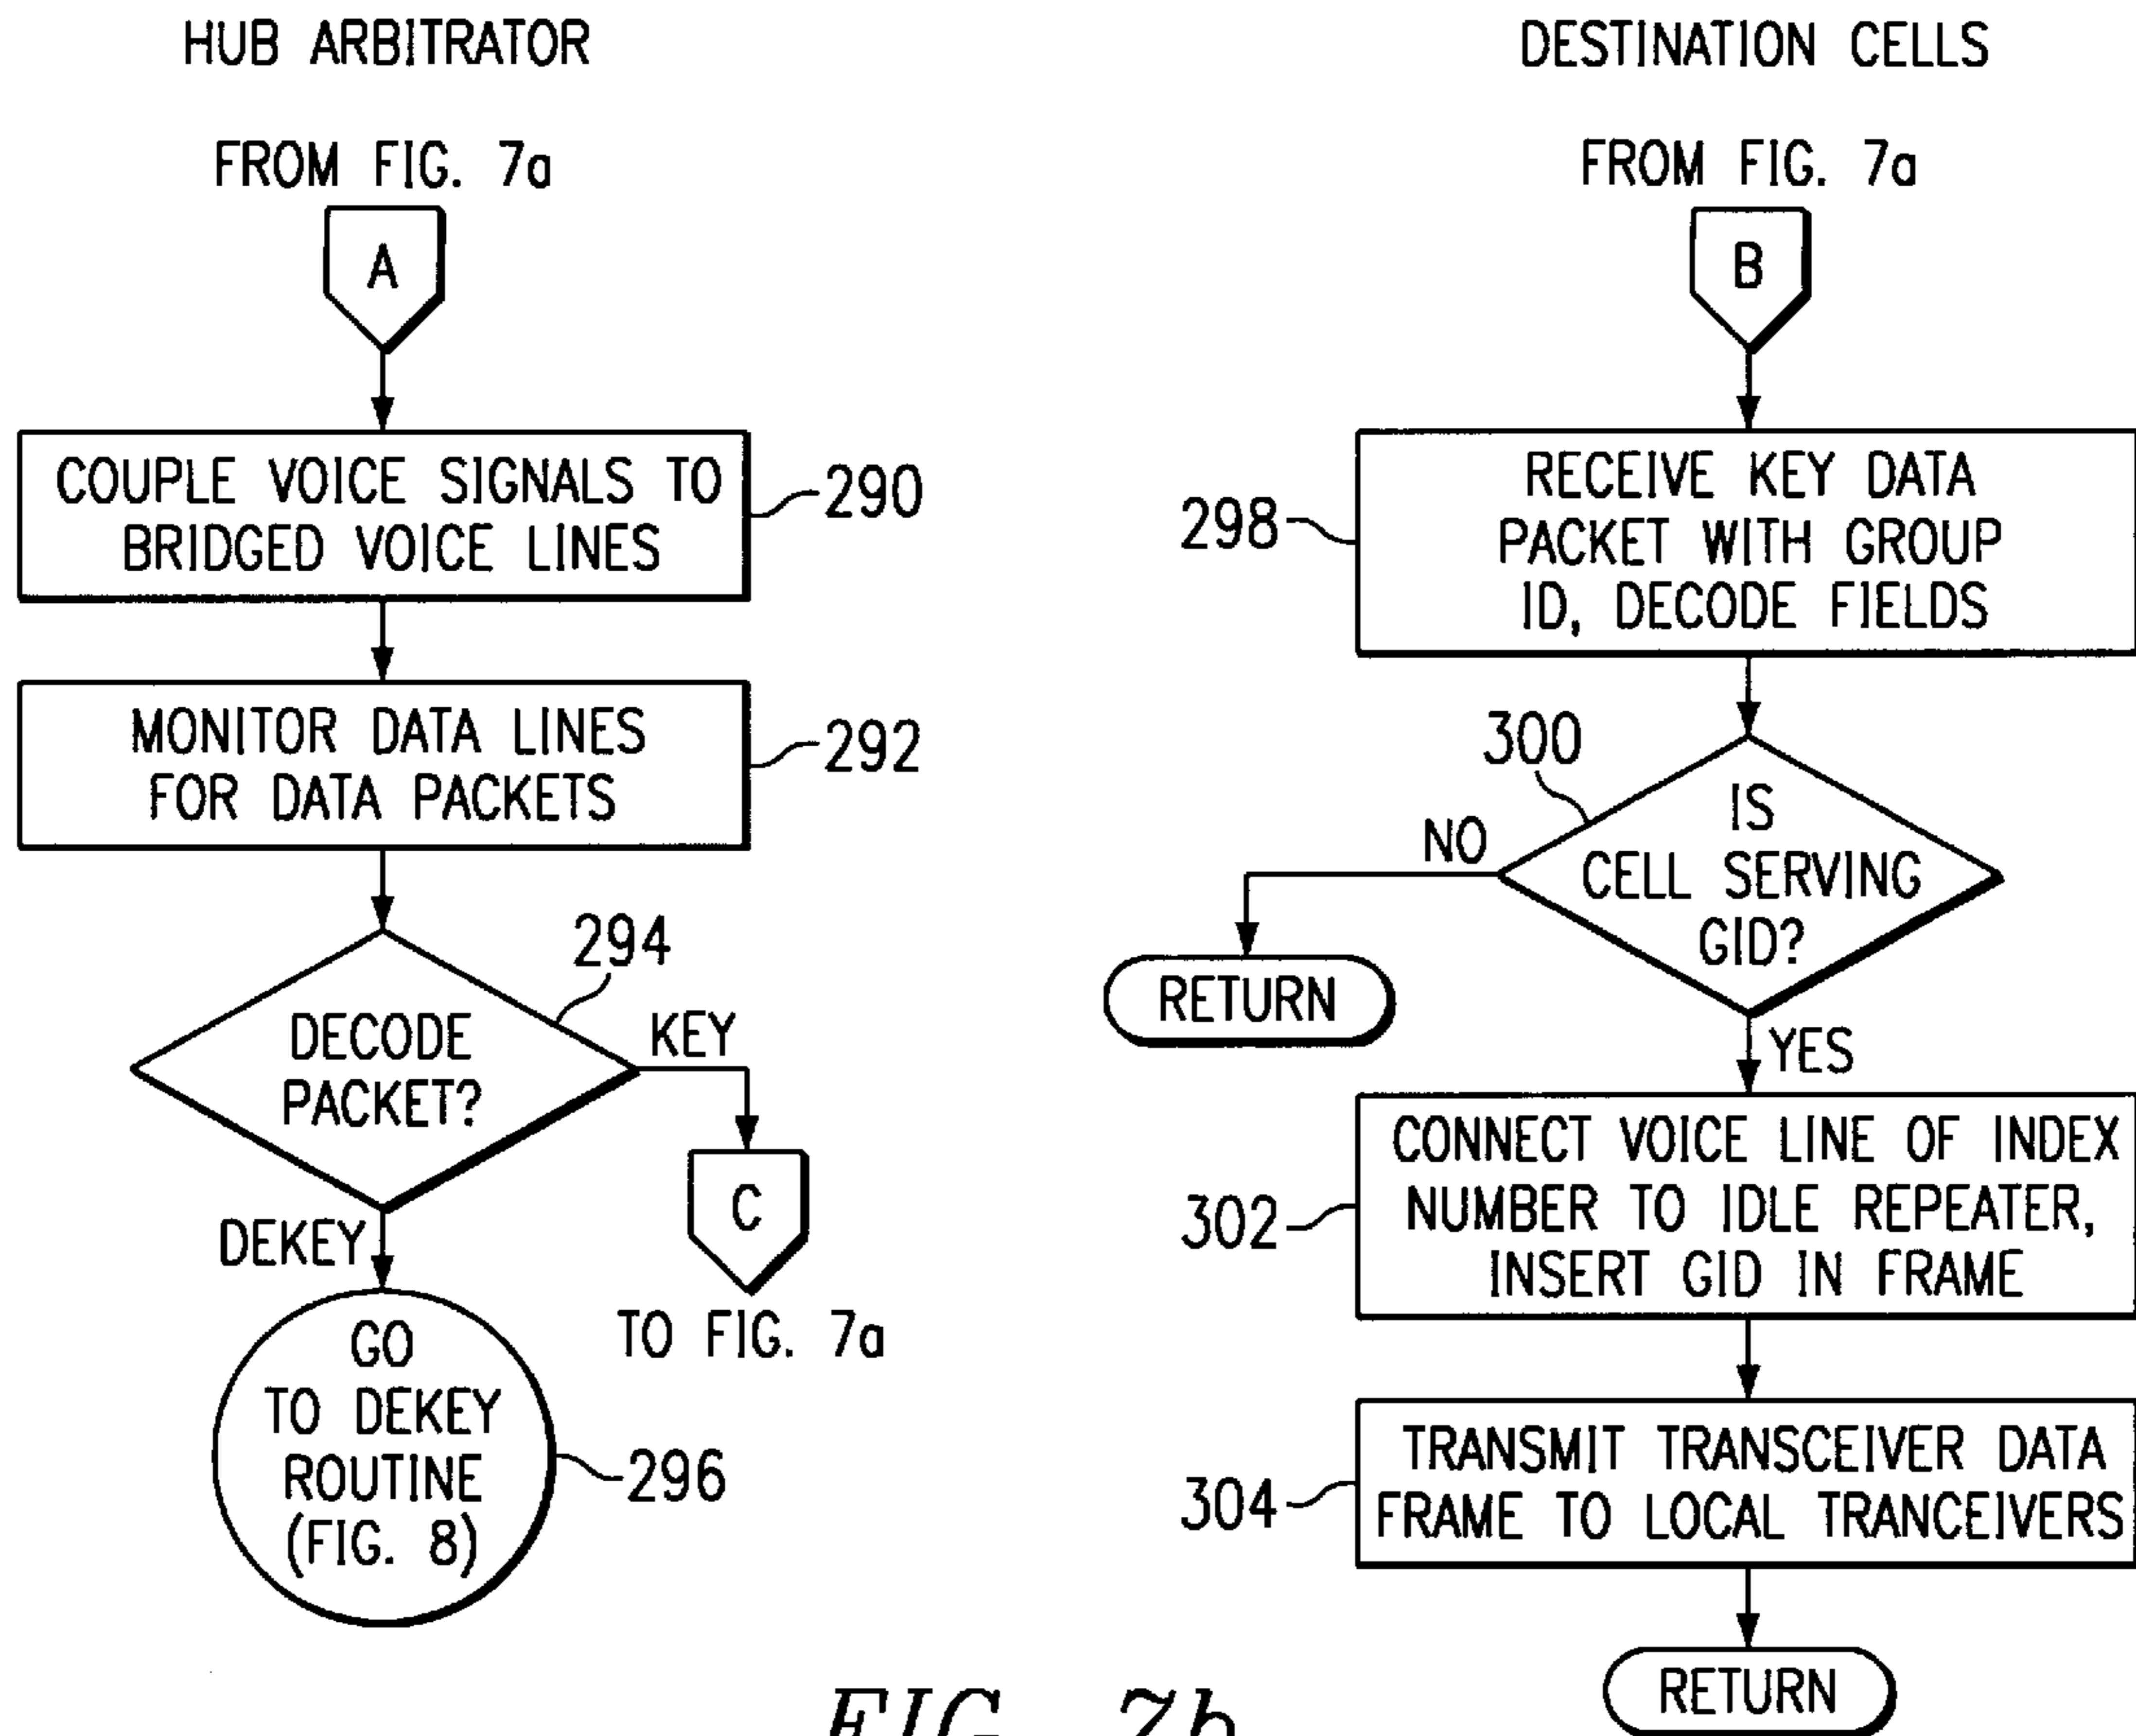 HUB ARBITRATOR
FROM FIG. 7a
A
COUPLE VOICE SIGNALS TO
BRIDGED VOICE LINES
290
MONITOR DATA LINES
FOR DATA PACKETS
292
294
DECODE
PACKET?
KEY
C
TO FIG. 7a
DEKEY
GO
TO DEKEY
ROUTINE
(FIG. 8)
296
DESTINATION CELLS
FROM FIG. 7a
B
RECEIVE KEY DATA
PACKET WITH GROUP
ID, DECODE FIELDS
298
300
IS
CELL SERVING
GID?
NO
RETURN
YES
CONNECT VOICE LINE OF INDEX
NUMBER TO IDLE REPEATER,
INSERT GID IN FRAME
302
TRANSMIT TRANSCEIVER DATA
FRAME TO LOCAL TRANCEIVERS
304
RETURN
FIG. 7b